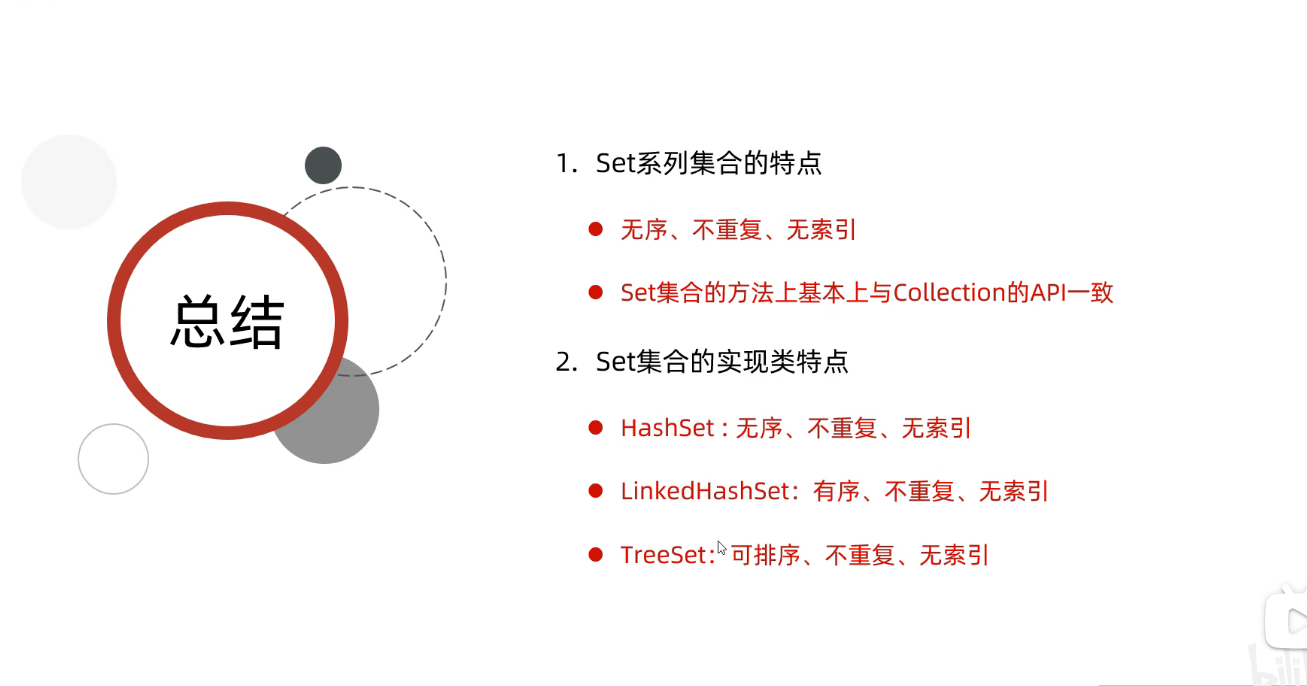 总结
1. Set系列集合的特点
无序、不重复、无索引
Set集合的方法上基本上与Collection的API一致
2. Set集合的实现类特点
HashSet : 无序、不重复、无索引
LinkedHashSet：有序、不重复、无索引
TreeSet：可排序、不重复、无索引